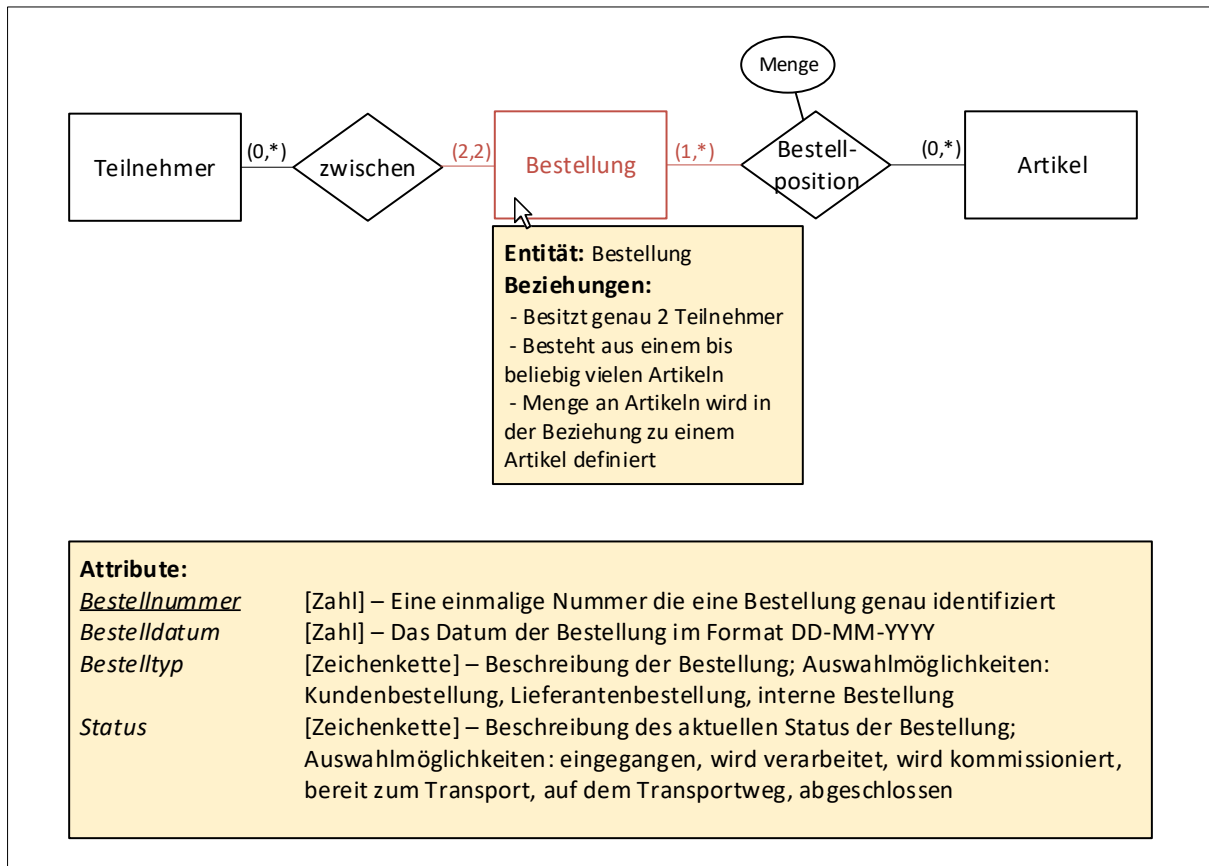 Menge
Teilnehmer
(0,*)
zwischen
(2,2)
Bestellung
(1,*)
Bestell-
position
(0,*)
Artikel
Entität: Bestellung
Beziehungen:
- Besitzt genau 2 Teilnehmer
- Besteht aus einem bis
beliebig vielen Artikeln
- Menge an Artikeln wird in
der Beziehung zu einem
Artikel definiert
Attribute:
Bestellnummer [Zahl] – Eine einmalige Nummer die eine Bestellung genau identifiziert
Bestelldatum [Zahl] – Das Datum der Bestellung im Format DD-MM-YYYY
Bestelltyp [Zeichenkette] – Beschreibung der Bestellung; Auswahlmöglichkeiten:
Kundenbestellung, Lieferantenbestellung, interne Bestellung
Status [Zeichenkette] – Beschreibung des aktuellen Status der Bestellung;
Auswahlmöglichkeiten: eingegangen, wird verarbeitet, wird kommissioniert,
bereit zum Transport, auf dem Transportweg, abgeschlossen